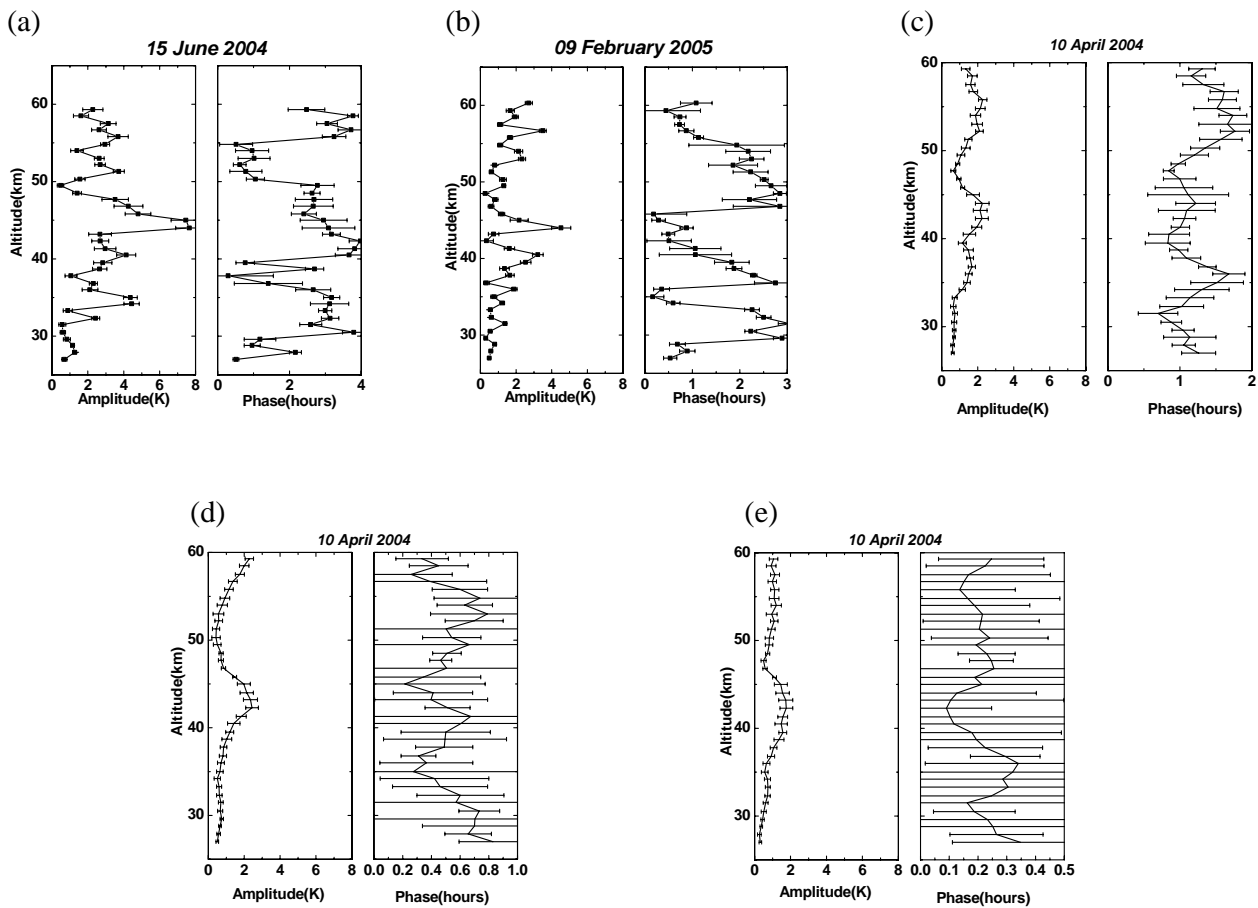 (a)
15 June 2004
60
50
40
30
Altitude(km)
0 2 4 6 8
Amplitude(K)
0 2 4
Phase(hours)
(b)
09 February 2005
60
50
40
30
Altitude(km)
0 2 4 6 8
Amplitude(K)
0 1 2 3
Phase(hours)
(c)
10 April 2004
60
50
40
30
Altitude(km)
0 2 4 6 8
Amplitude(K)
0 1 2
Phase(hours)
(d)
10 April 2004
60
50
40
30
Altitude(km)
0 2 4 6 8
Amplitude(K)
0.0 0.2 0.4 0.6 0.8 1.0
Phase(hours)
(e)
10 April 2004
60
50
40
30
Altitude(km)
0 2 4 6 8
Amplitude(K)
0.0 0.1 0.2 0.3 0.4 0.5
Phase(hours)